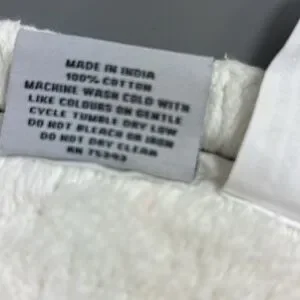 MADE IN INDIA
100% COTTON
MACHINE WASH COLD WITH
LIKE COLOURS ON GENTLE
CYCLE TUMBLE DRY LOW
DO NOT BLEACH OR IRON
DO NOT DRY CLEAN
RN 75393